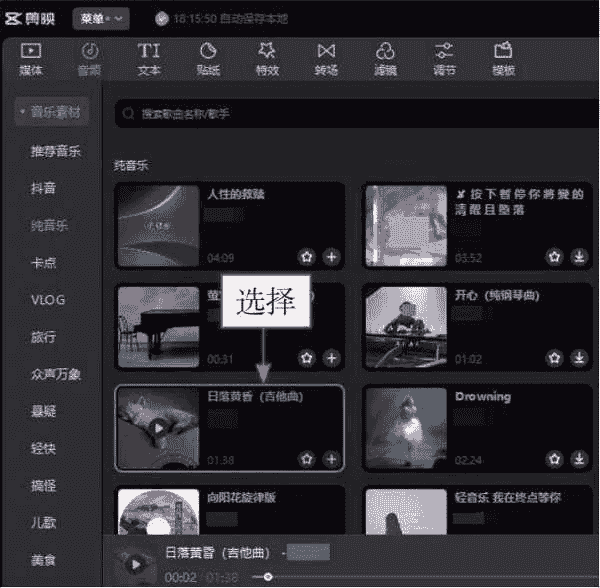 剪映
菜单
18:15:50 自动保存本地
媒体
音频
文本
贴纸
特效
转场
滤镜
调节
模板
音乐素材
推荐音乐
抖音
纯音乐
卡点
VLOG
旅行
众声万象
悬疑
轻快
搞怪
儿歌
美食
搜索歌曲名称/歌手
纯音乐
人性的救赎
04:09
按下暂停你将变的
清醒且堕落
03:52
00:31
开心（纯钢琴曲）
01:02
选择
日落黄昏（吉他曲）
01:38
Drowning
02:24
向阳花旋律版
轻音乐 我在终点等你
日落黄昏（吉他曲） -
00:02 01:38